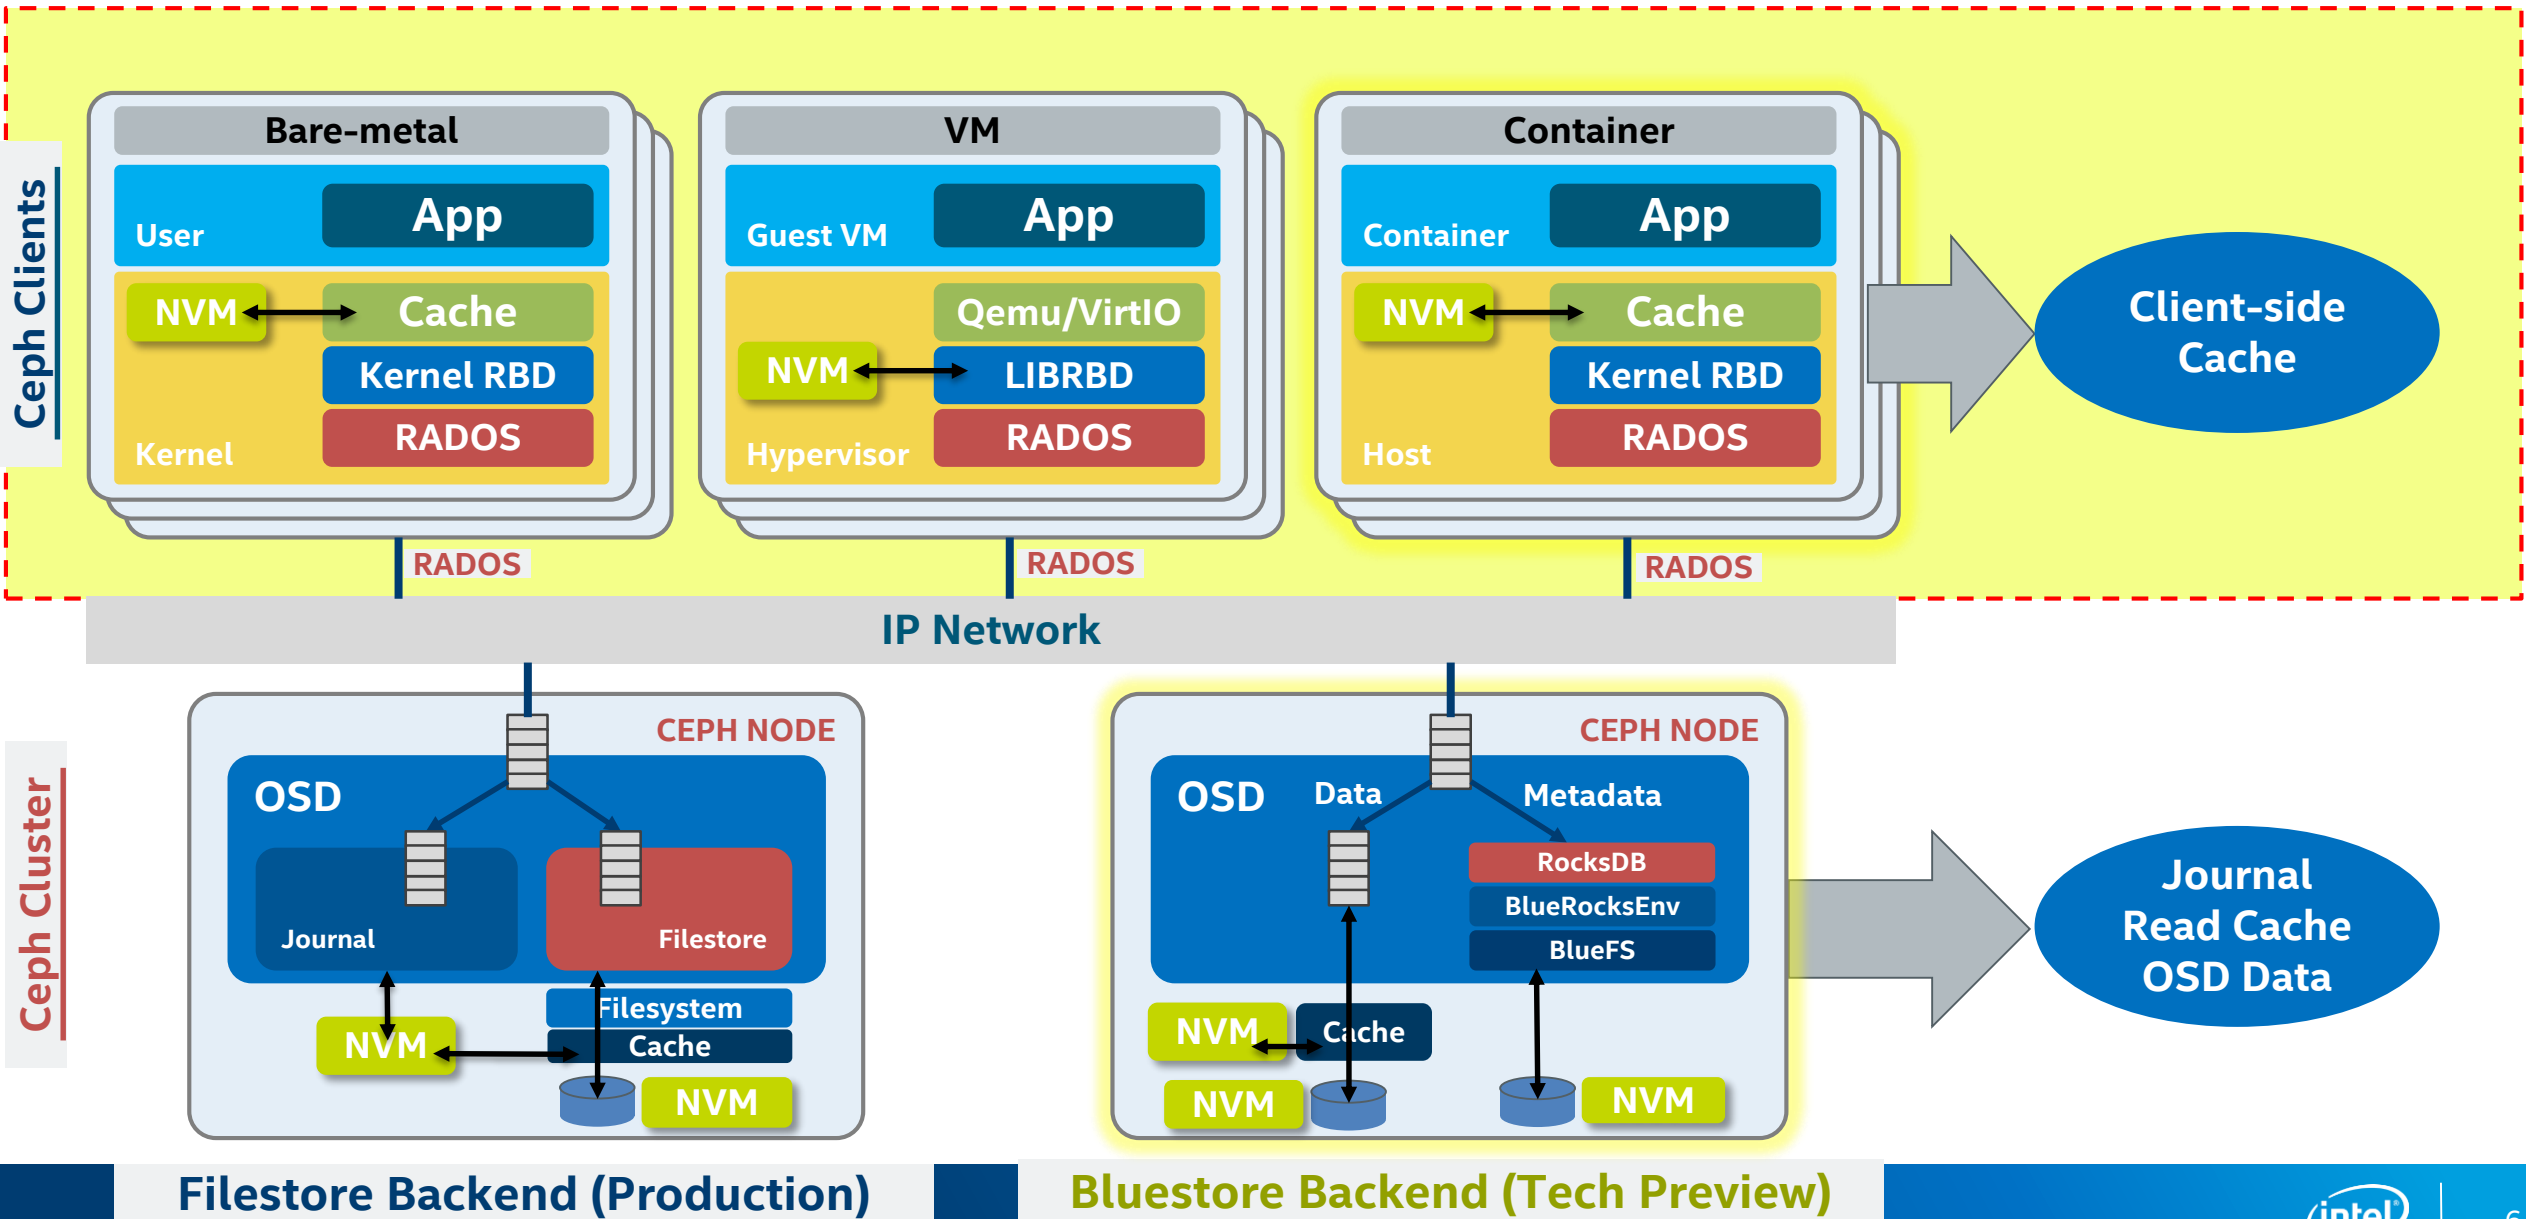 Ceph Clients
Bare-metal
User
App
NVM
Cache
Kernel RBD
RADOS
Kernel
VM
Guest VM
App
Qemu/VirtIO
NVM
LIBRBD
RADOS
Hypervisor
Container
Container
App
NVM
Cache
Kernel RBD
RADOS
Host
Client-side
Cache
RADOS
RADOS
RADOS
IP Network
Ceph Cluster
CEPH NODE
OSD
Journal
Filestore
Filesystem
Cache
NVM
NVM
CEPH NODE
OSD
Data
Metadata
RocksDB
BlueRocksEnv
BlueFS
NVM
Cache
NVM
NVM
Journal
Read Cache
OSD Data
Filestore Backend (Production)
Bluestore Backend (Tech Preview)
intel
6